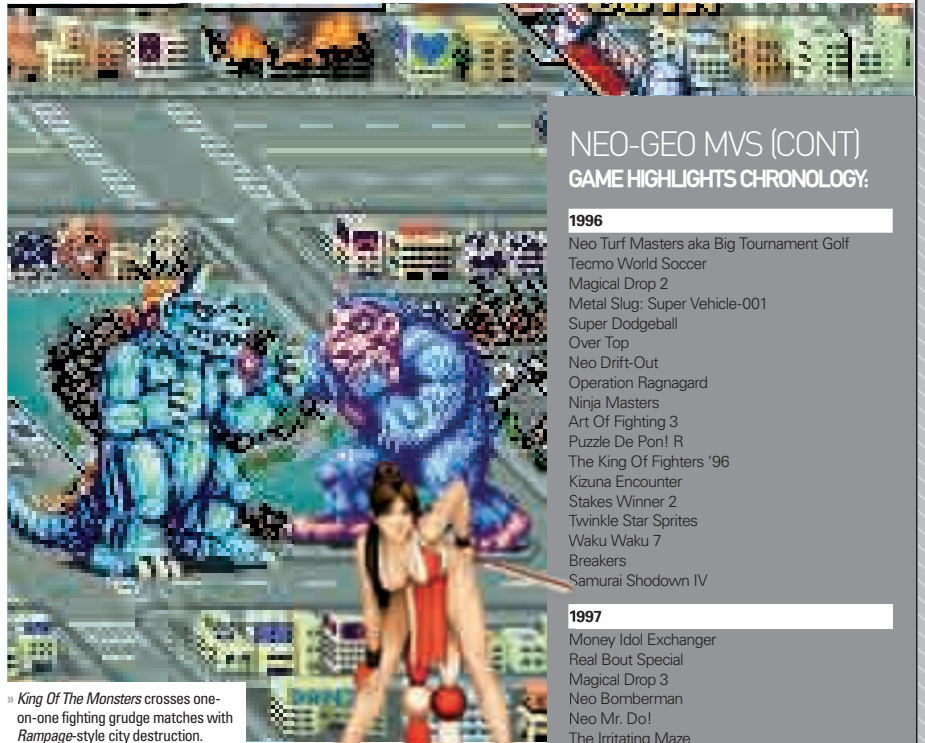 NEO-GEO MVS (CONT)
GAME HIGHLIGHTS CHRONOLOGY:
1996
Neo Turf Masters aka Big Tournament Golf
Tecmo World Soccer
Magical Drop 2
Metal Slug: Super Vehicle-001
Super Dodgeball
Over Top
Neo Drift-Out
Operation Ragnagard
Ninja Masters
Art Of Fighting 3
Puzzle De Pon! R
The King Of Fighters ‘96
Kizuna Encounter
Stakes Winner 2
Twinkle Star Sprites
Waku Waku 7
Breakers
Samurai Shodown IV
1997
Money Idol Exchanger
Real Bout Special
Magical Drop 3
Neo Bomberman
Neo Mr. Do!
The Irritating Maze
» King Of The Monsters crosses one-
on-one fighting grudge matches with
Rampage-style city destruction.